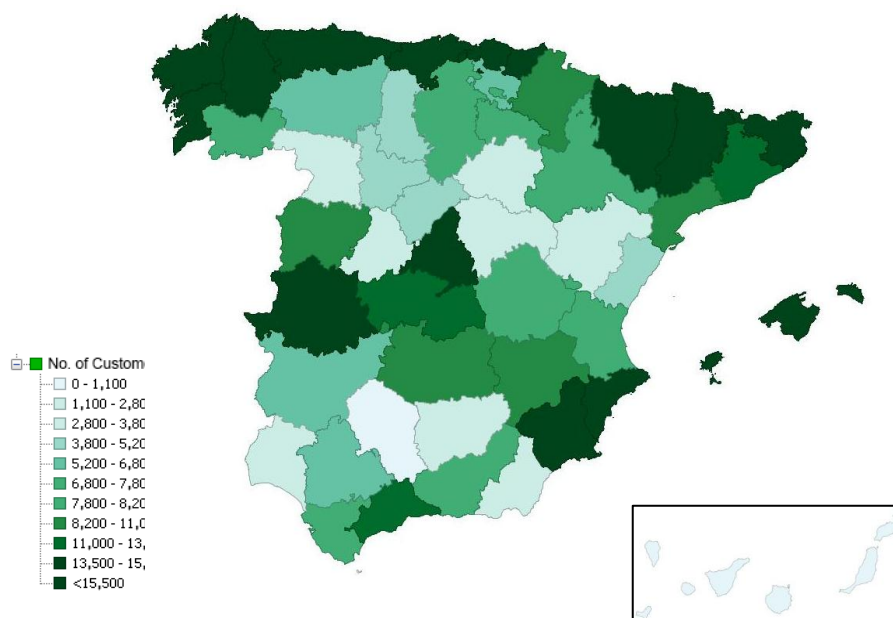 No. of Custome
0 - 1,100
1,100 - 2,80
2,800 - 3,80
3,800 - 5,20
5,200 - 6,80
6,800 - 7,80
7,800 - 8,20
8,200 - 11,0
11,000 - 13,
13,500 - 15,
<15,500